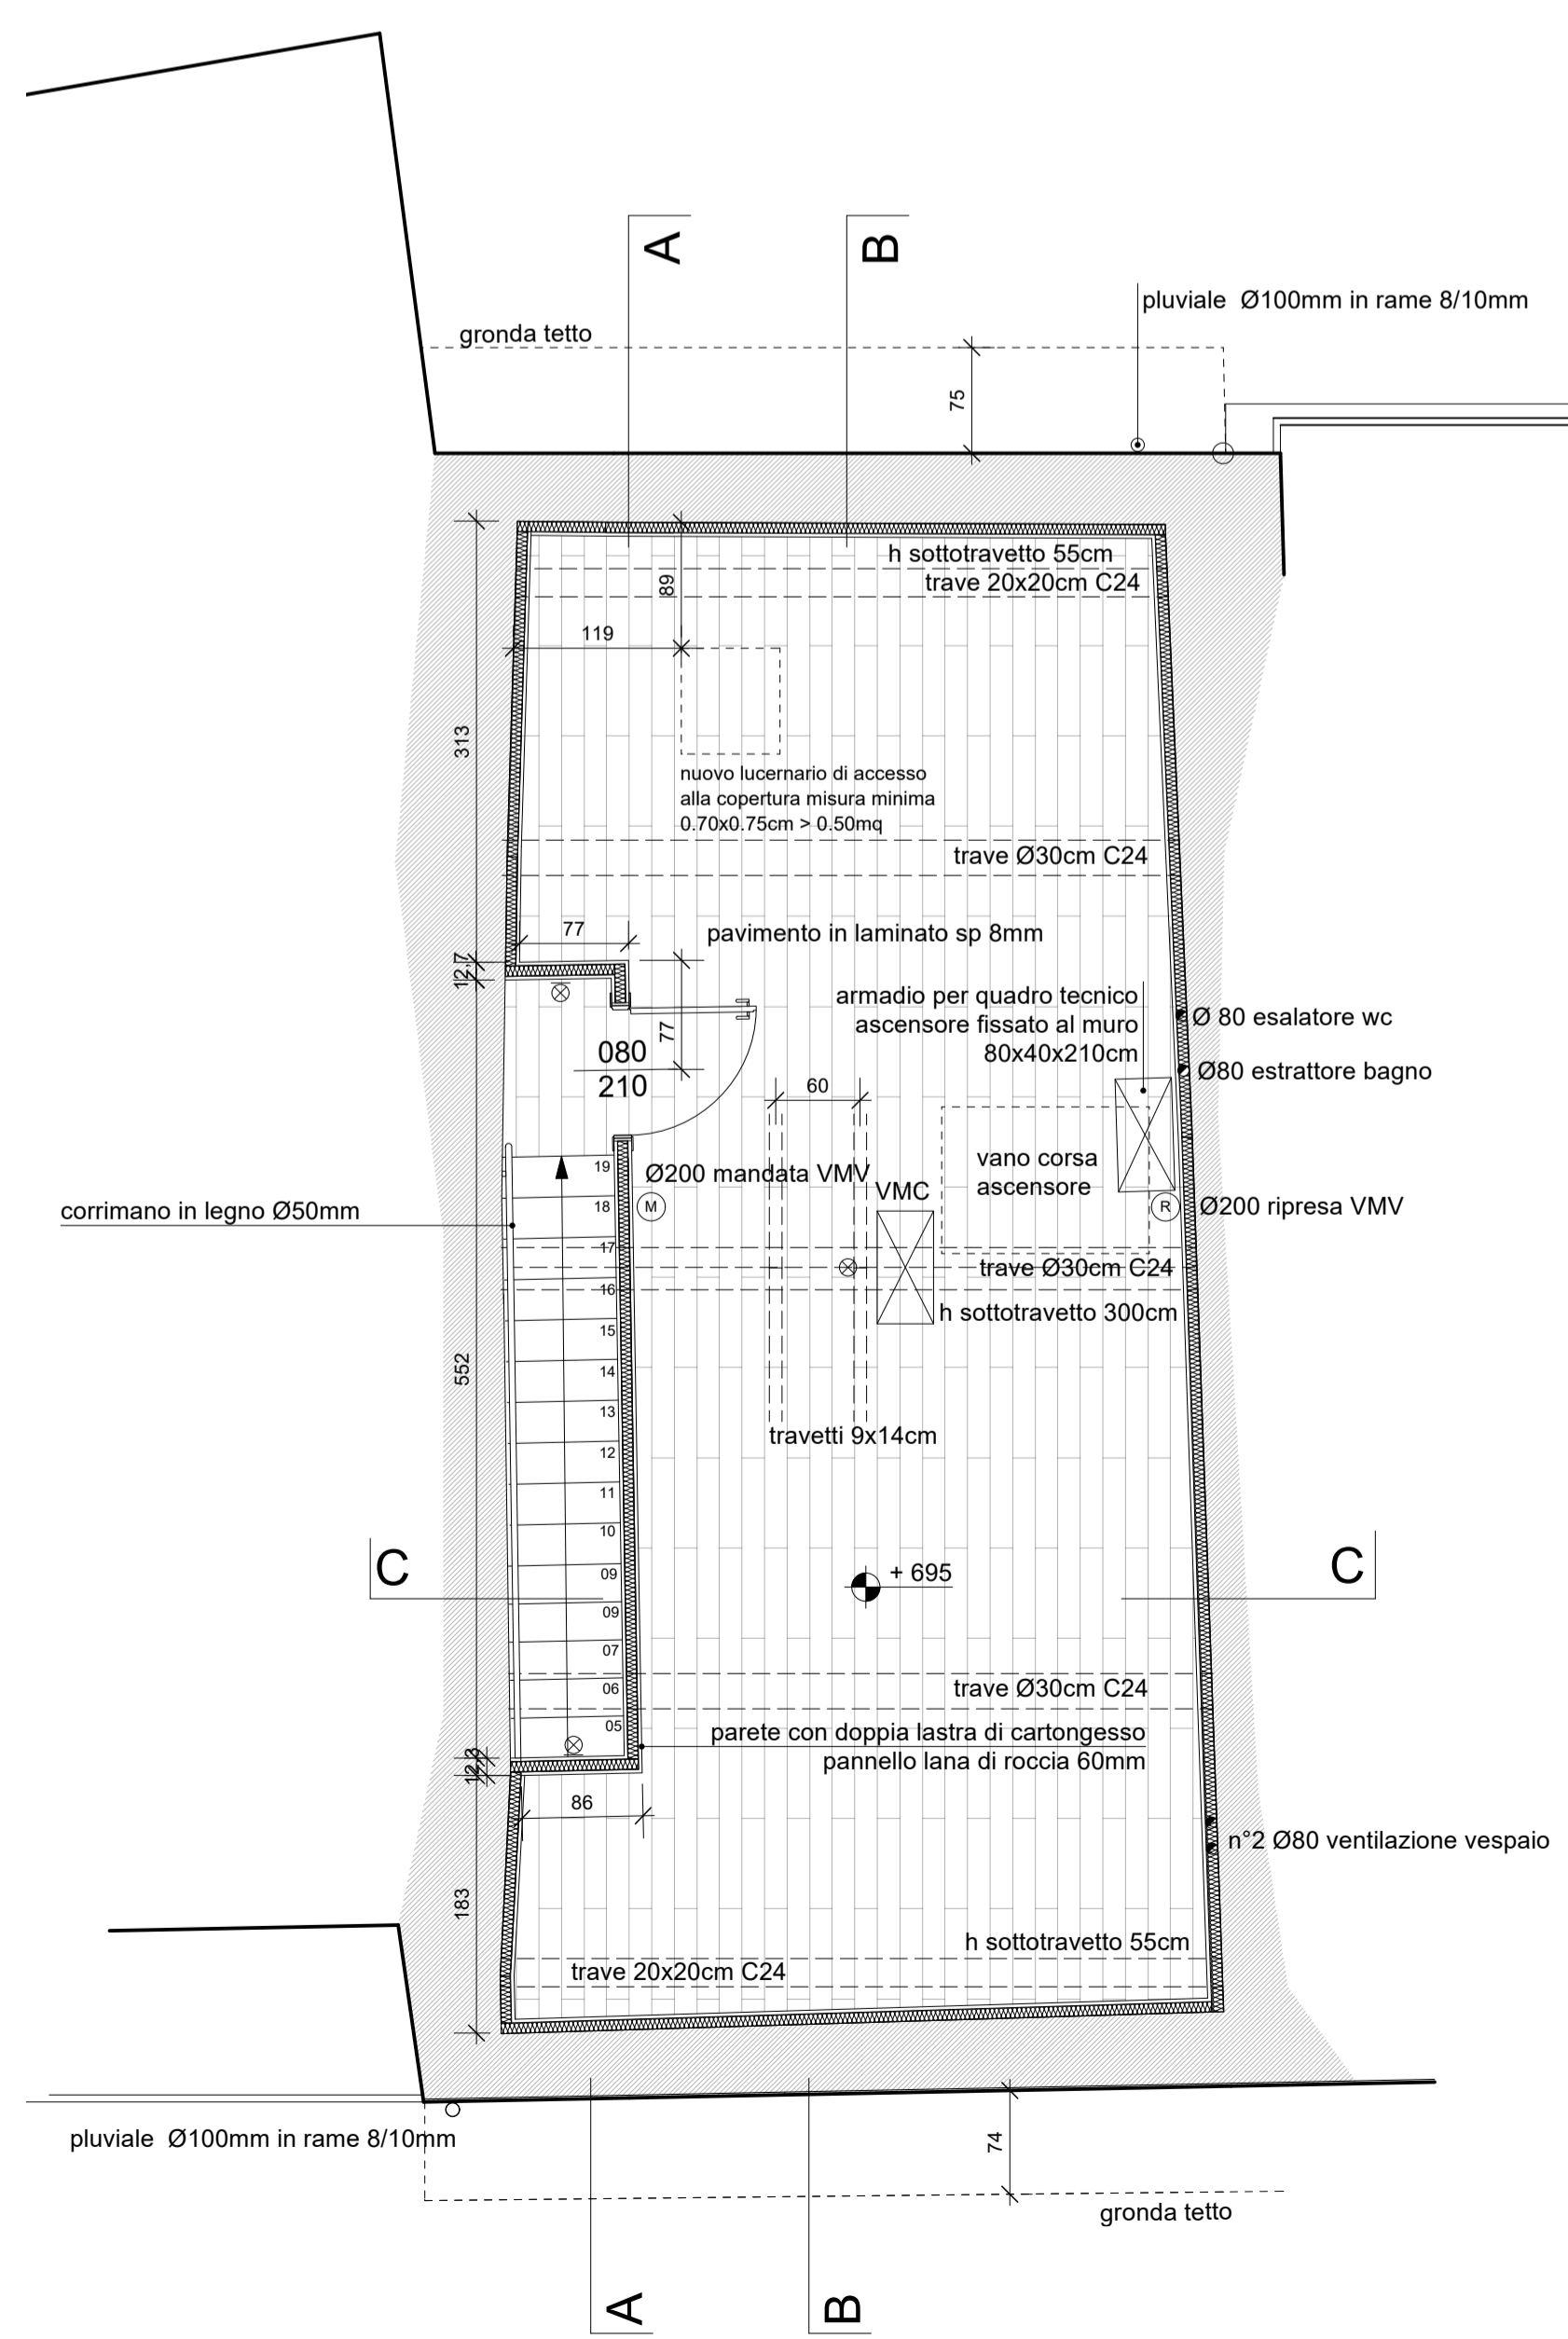 A
B
pluviale Ø100mm in rame 8/10mm
gronda tetto
75
h sottotravetto 55cm
trave 20x20cm C24
89
119
313
nuovo lucernario di accesso
alla copertura misura minima
0.70x0.75cm > 0.50mq
trave Ø30cm C24
77
pavimento in laminato sp 8mm
12,7
armadio per quadro tecnico
ascensore fissato al muro
80x40x210cm
Ø 80 esalatore wc
77
080
210
Ø80 estrattore bagno
60
vano corsa
ascensore
19
Ø200 mandata VMV
VMC
corrimano in legno Ø50mm
18
M
R
Ø200 ripresa VMV
17
trave Ø30cm C24
16
h sottotravetto 300cm
15
552
14
13
12
travetti 9x14cm
11
10
C
C
09
+ 695
09
07
06
trave Ø30cm C24
05
parete con doppia lastra di cartongesso
pannello lana di roccia 60mm
86
n°2 Ø80 ventilazione vespaio
183
h sottotravetto 55cm
trave 20x20cm C24
pluviale Ø100mm in rame 8/10mm
74
gronda tetto
A
B